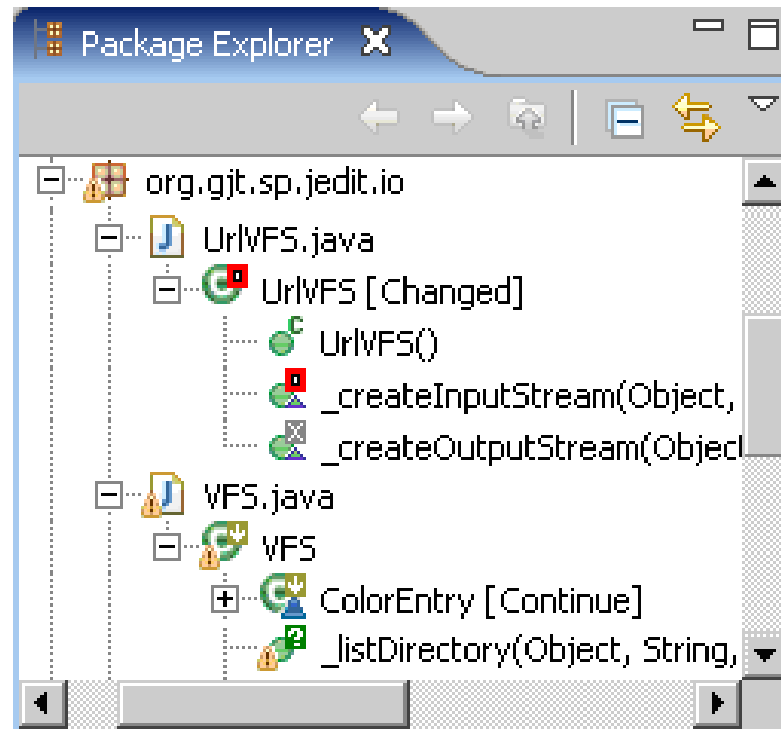 Package Explorer
org.gjt.sp.jedit.io
UrlVFS.java
UrlVFS [Changed]
UrlVFS()
_createInputStream(Object,
_createOutputStream(Object
VFS.java
VFS
ColorEntry [Continue]
_listDirectory(Object, String,